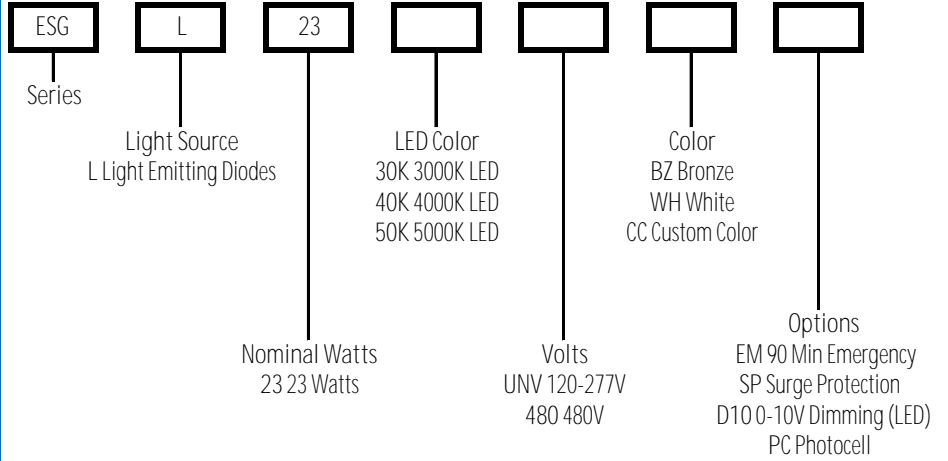 ESG L 23
Series
Light Source
L Light Emitting Diodes
LED Color
30K 3000K LED
40K 4000K LED
50K 5000K LED
Color
BZ Bronze
WH White
CC Custom Color
Nominal Watts
23 23 Watts
Volts
UNV 120-277V
480 480V
Options
EM 90 Min Emergency
SP Surge Protection
D10 0-10V Dimming (LED)
PC Photocell